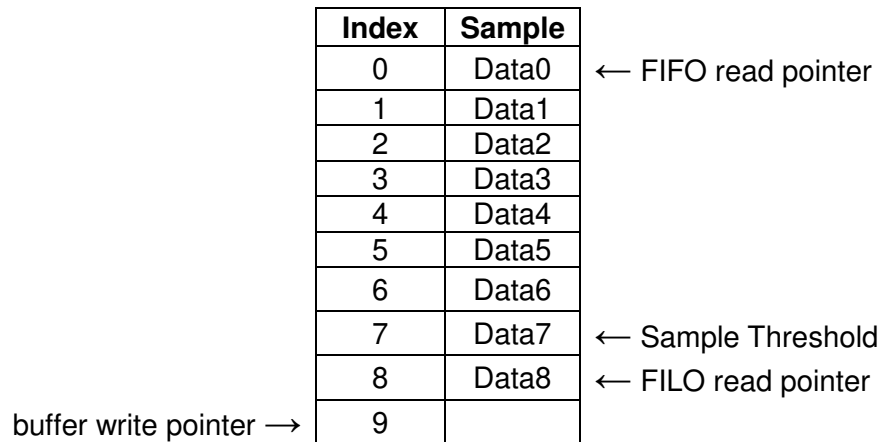 Index Sample
0 Data0 ← FIFO read pointer
1 Data1
2 Data2
3 Data3
4 Data4
5 Data5
6 Data6
7 Data7 ← Sample Threshold
8 Data8 ← FILO read pointer
buffer write pointer → 9